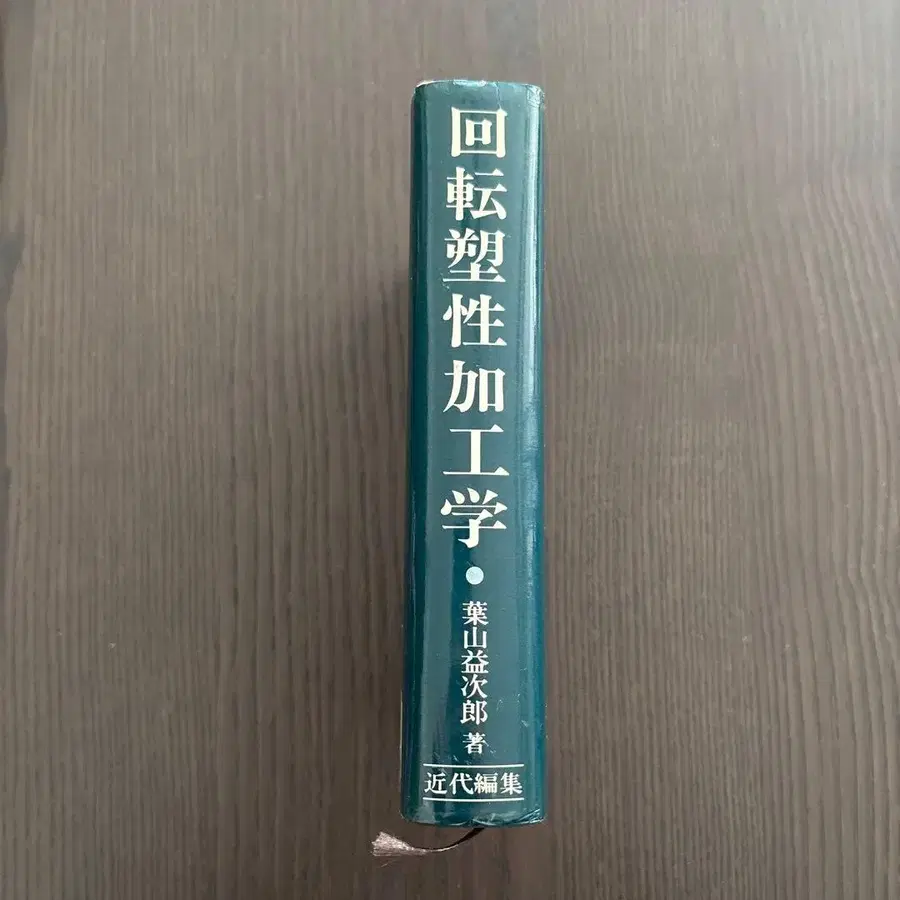 回転塑性加工学・
葉山益次郎 著
近代編集